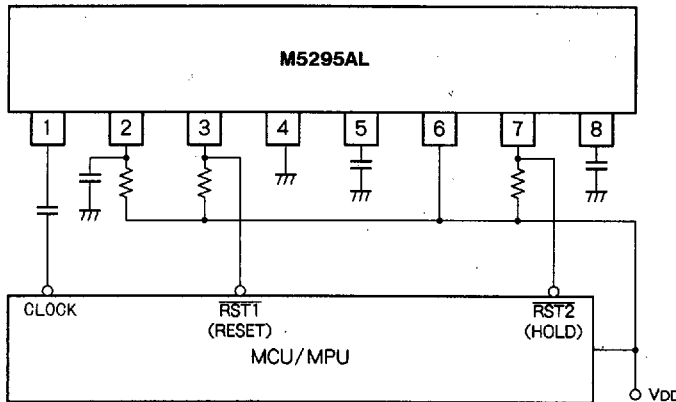 M5295AL
1 2 3 4 5 6 7 8
CLOCK RST1 RST2
(RESET) (HOLD)
MCU/MPU
VDD